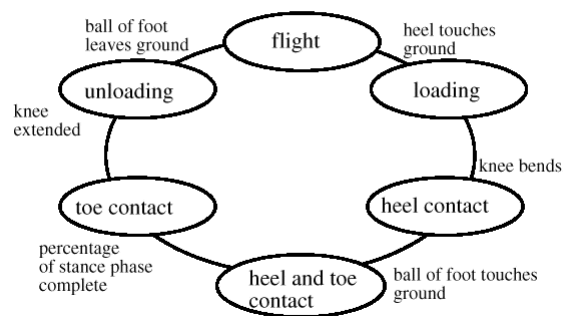 ball of foot
leaves ground
flight
heel touches
ground
unloading
loading
knee
extended
knee bends
toe contact
heel contact
percentage
of stance phase
complete
heel and toe
contact
ball of foot touches
ground